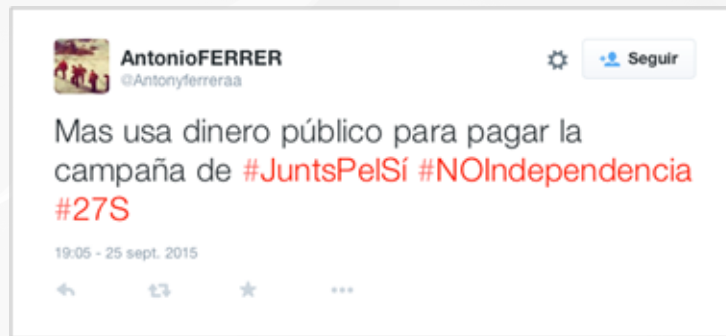 AntonioFERRER
@Antonyferreraa
Seguir
Mas usa dinero público para pagar la
campaña de #JuntsPelSí #NOIndependencia
#27S
19:05 - 25 sept. 2015